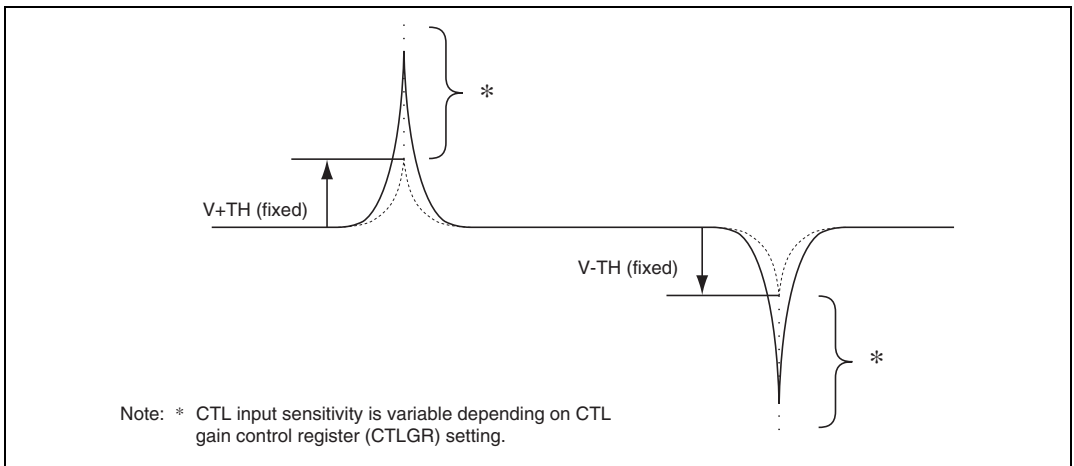 *
V+TH (fixed)
V-TH (fixed)
*
Note: * CTL input sensitivity is variable depending on CTL
gain control register (CTLGR) setting.